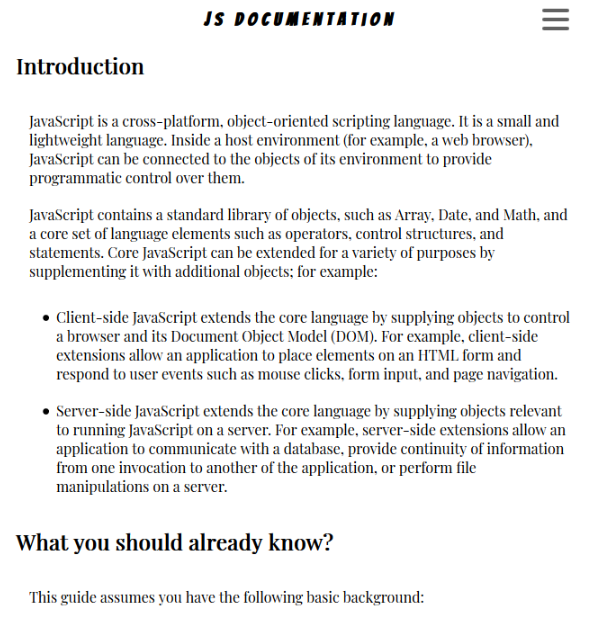 JS DOCUMENTATION
Introduction
JavaScript is a cross-platform, object-oriented scripting language. It is a small and
lightweight language. Inside a host environment (for example, a web browser),
JavaScript can be connected to the objects of its environment to provide
programmatic control over them.
JavaScript contains a standard library of objects, such as Array, Date, and Math, and
a core set of language elements such as operators, control structures, and
statements. Core JavaScript can be extended for a variety of purposes by
supplementing it with additional objects; for example:
• Client-side JavaScript extends the core language by supplying objects to control
a browser and its Document Object Model (DOM). For example, client-side
extensions allow an application to place elements on an HTML form and
respond to user events such as mouse clicks, form input, and page navigation.
• Server-side JavaScript extends the core language by supplying objects relevant
to running JavaScript on a server. For example, server-side extensions allow an
application to communicate with a database, provide continuity of information
from one invocation to another of the application, or perform file
manipulations on a server.
What you should already know?
This guide assumes you have the following basic background: